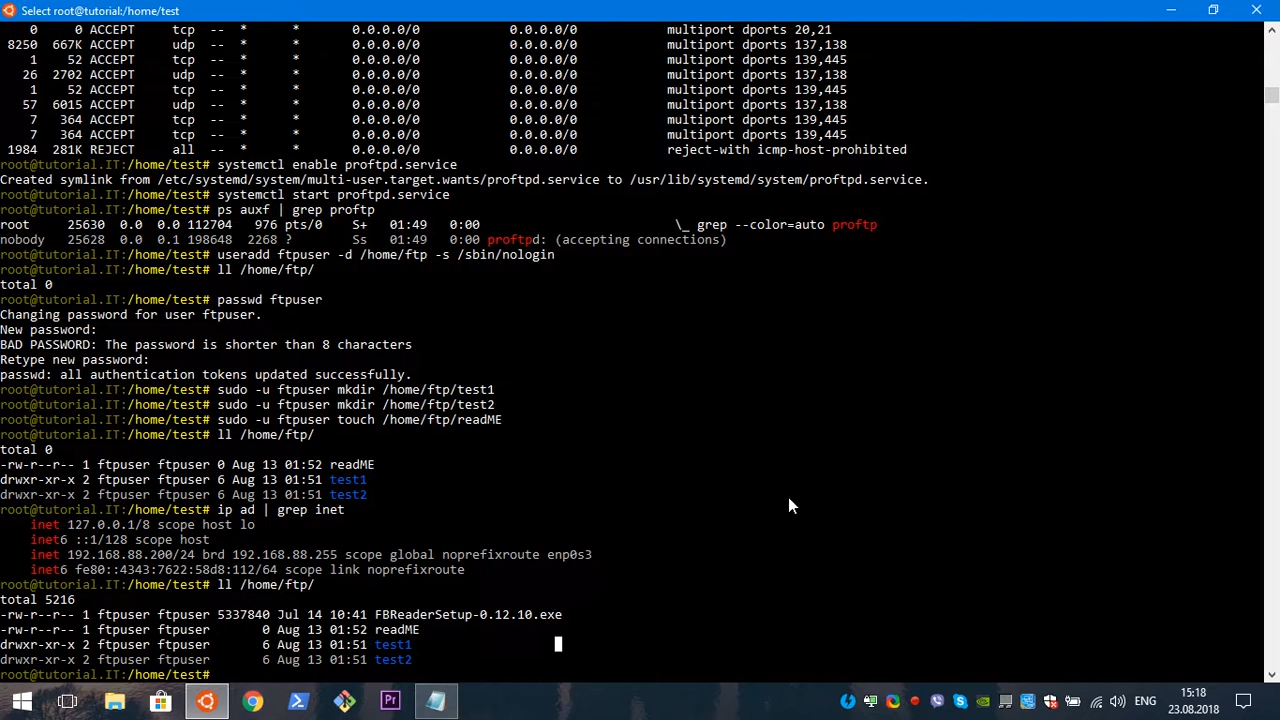 Select root@tutorial:/home/test
0 0 ACCEPT tcp -- * * 0.0.0.0/0 0.0.0.0/0 multiport dports 20,21
8250 667K ACCEPT udp -- * * 0.0.0.0/0 0.0.0.0/0 multiport dports 137,138
1 52 ACCEPT tcp -- * * 0.0.0.0/0 0.0.0.0/0 multiport dports 139,445
26 2702 ACCEPT udp -- * * 0.0.0.0/0 0.0.0.0/0 multiport dports 137,138
1 52 ACCEPT tcp -- * * 0.0.0.0/0 0.0.0.0/0 multiport dports 139,445
57 6015 ACCEPT udp -- * * 0.0.0.0/0 0.0.0.0/0 multiport dports 137,138
7 364 ACCEPT tcp -- * * 0.0.0.0/0 0.0.0.0/0 multiport dports 139,445
7 364 ACCEPT tcp -- * * 0.0.0.0/0 0.0.0.0/0 multiport dports 139,445
1984 281K REJECT all -- * * 0.0.0.0/0 0.0.0.0/0 reject-with icmp-host-prohibited
root@tutorial.IT:/home/test# systemctl enable proftpd.service
Created symlink from /etc/systemd/system/multi-user.target.wants/proftpd.service to /usr/lib/systemd/system/proftpd.service.
root@tutorial.IT:/home/test# systemctl start proftpd.service
root@tutorial.IT:/home/test# ps auxf | grep proftp
root 25630 0.0 0.0 112704 976 pts/0 S+ 01:49 0:00 \_ grep --color=auto proftp
nobody 25628 0.0 0.1 198648 2268 ? Ss 01:49 0:00 proftpd: (accepting connections)
root@tutorial.IT:/home/test# useradd ftpuser -d /home/ftp -s /sbin/nologin
root@tutorial.IT:/home/test# ll /home/ftp/
total 0
root@tutorial.IT:/home/test# passwd ftpuser
Changing password for user ftpuser.
New password:
BAD PASSWORD: The password is shorter than 8 characters
Retype new password:
passwd: all authentication tokens updated successfully.
root@tutorial.IT:/home/test# sudo -u ftpuser mkdir /home/ftp/test1
root@tutorial.IT:/home/test# sudo -u ftpuser mkdir /home/ftp/test2
root@tutorial.IT:/home/test# sudo -u ftpuser touch /home/ftp/readME
root@tutorial.IT:/home/test# ll /home/ftp/
total 0
-rw-r--r-- 1 ftpuser ftpuser 0 Aug 13 01:52 readME
drwxr-xr-x 2 ftpuser ftpuser 6 Aug 13 01:51 test1
drwxr-xr-x 2 ftpuser ftpuser 6 Aug 13 01:51 test2
root@tutorial.IT:/home/test# ip ad | grep inet
inet 127.0.0.1/8 scope host lo
inet6 ::1/128 scope host
inet 192.168.88.200/24 brd 192.168.88.255 scope global noprefixroute enp0s3
inet6 fe80::4343:7622:58d8:112/64 scope link noprefixroute
root@tutorial.IT:/home/test# ll /home/ftp/
total 5216
-rw-r--r-- 1 ftpuser ftpuser 5337840 Jul 14 10:41 FBReaderSetup-0.12.10.exe
-rw-r--r-- 1 ftpuser ftpuser 0 Aug 13 01:52 readME
drwxr-xr-x 2 ftpuser ftpuser 6 Aug 13 01:51 test1
drwxr-xr-x 2 ftpuser ftpuser 6 Aug 13 01:51 test2
root@tutorial.IT:/home/test#
Pr
ENG
15:18
23.08.2018